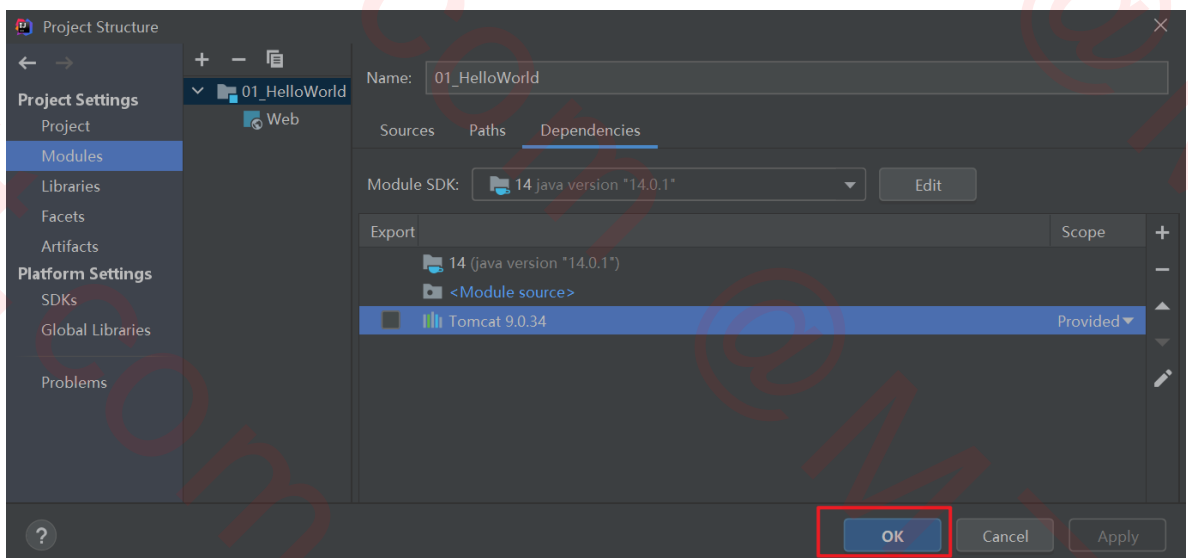 Project Structure
Project Settings
Project
Modules
Libraries
Facets
Artifacts
Platform Settings
SDKs
Global Libraries
Problems
01_HelloWorld
Web
Name: 01_HelloWorld
Sources Paths Dependencies
Module SDK: 14 java version "14.0.1" Edit
Export Scope
14 (java version "14.0.1")
<Module source>
Tomcat 9.0.34 Provided
? OK Cancel Apply